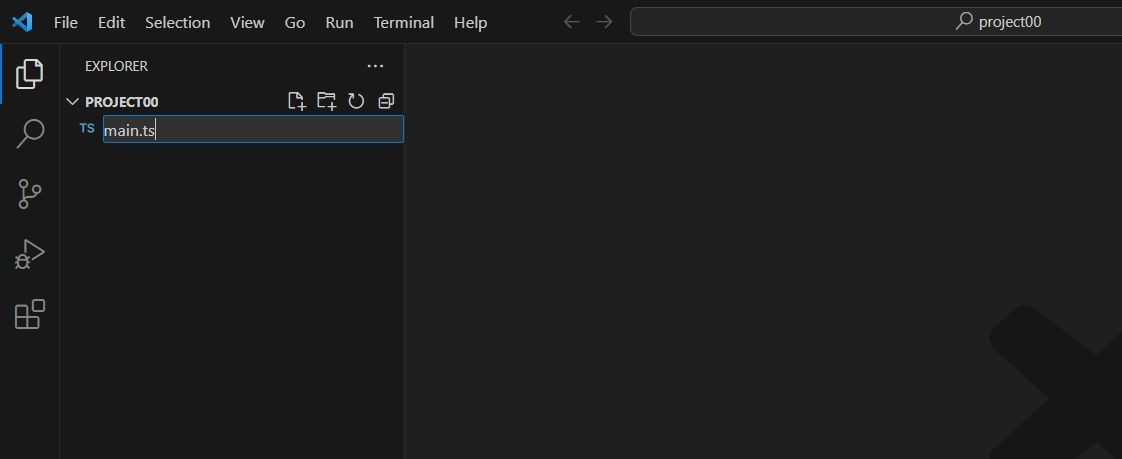 File Edit Selection View Go Run Terminal Help project00
EXPLORER
PROJECT00
TS main.ts